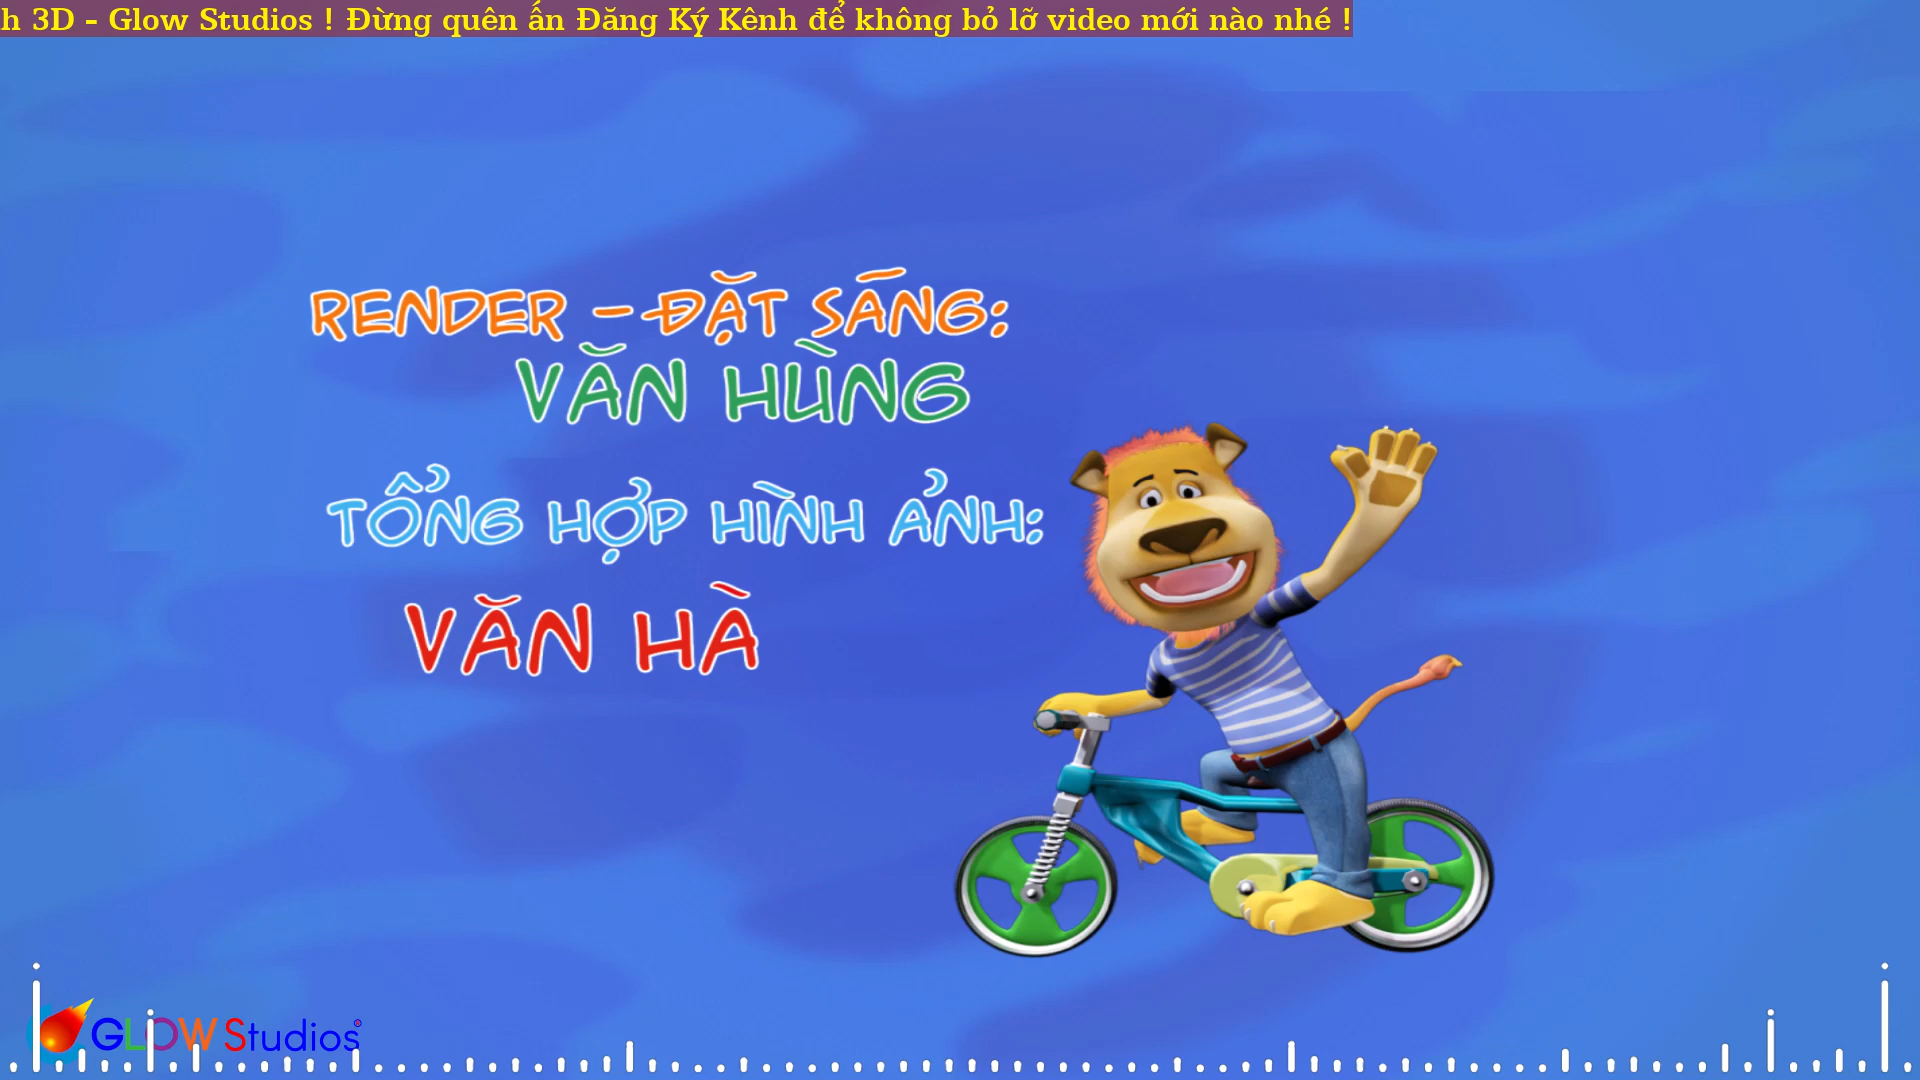 h 3D - Glow Studios ! Đừng quên ấn Đăng Ký Kênh để không bỏ lỡ video mới nào nhé !
RENDER - ĐẶT SÁNG:
VĂN HÙNG
TỔNG HỢP HÌNH ẢNH:
VĂN HÀ
GLOW Studios